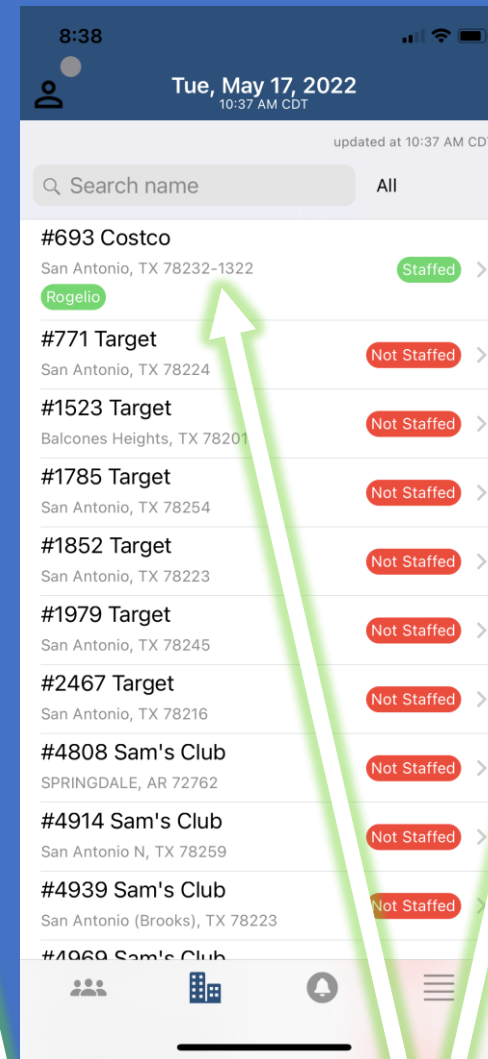 8:38
Tue, May 17, 2022
10:37 AM CDT
updated at 10:37 AM CDT
Search name
All
#693 Costco
San Antonio, TX 78232-1322
Staffed
Rogelio
#771 Target
San Antonio, TX 78224
Not Staffed
#1523 Target
Balcones Heights, TX 78201
Not Staffed
#1785 Target
San Antonio, TX 78254
Not Staffed
#1852 Target
San Antonio, TX 78223
Not Staffed
#1979 Target
San Antonio, TX 78245
Not Staffed
#2467 Target
San Antonio, TX 78216
Not Staffed
#4808 Sam's Club
SPRINGDALE, AR 72762
Not Staffed
#4914 Sam's Club
San Antonio N, TX 78259
Not Staffed
#4939 Sam's Club
San Antonio (Brooks), TX 78223
Not Staffed
#4969 Sam's Club